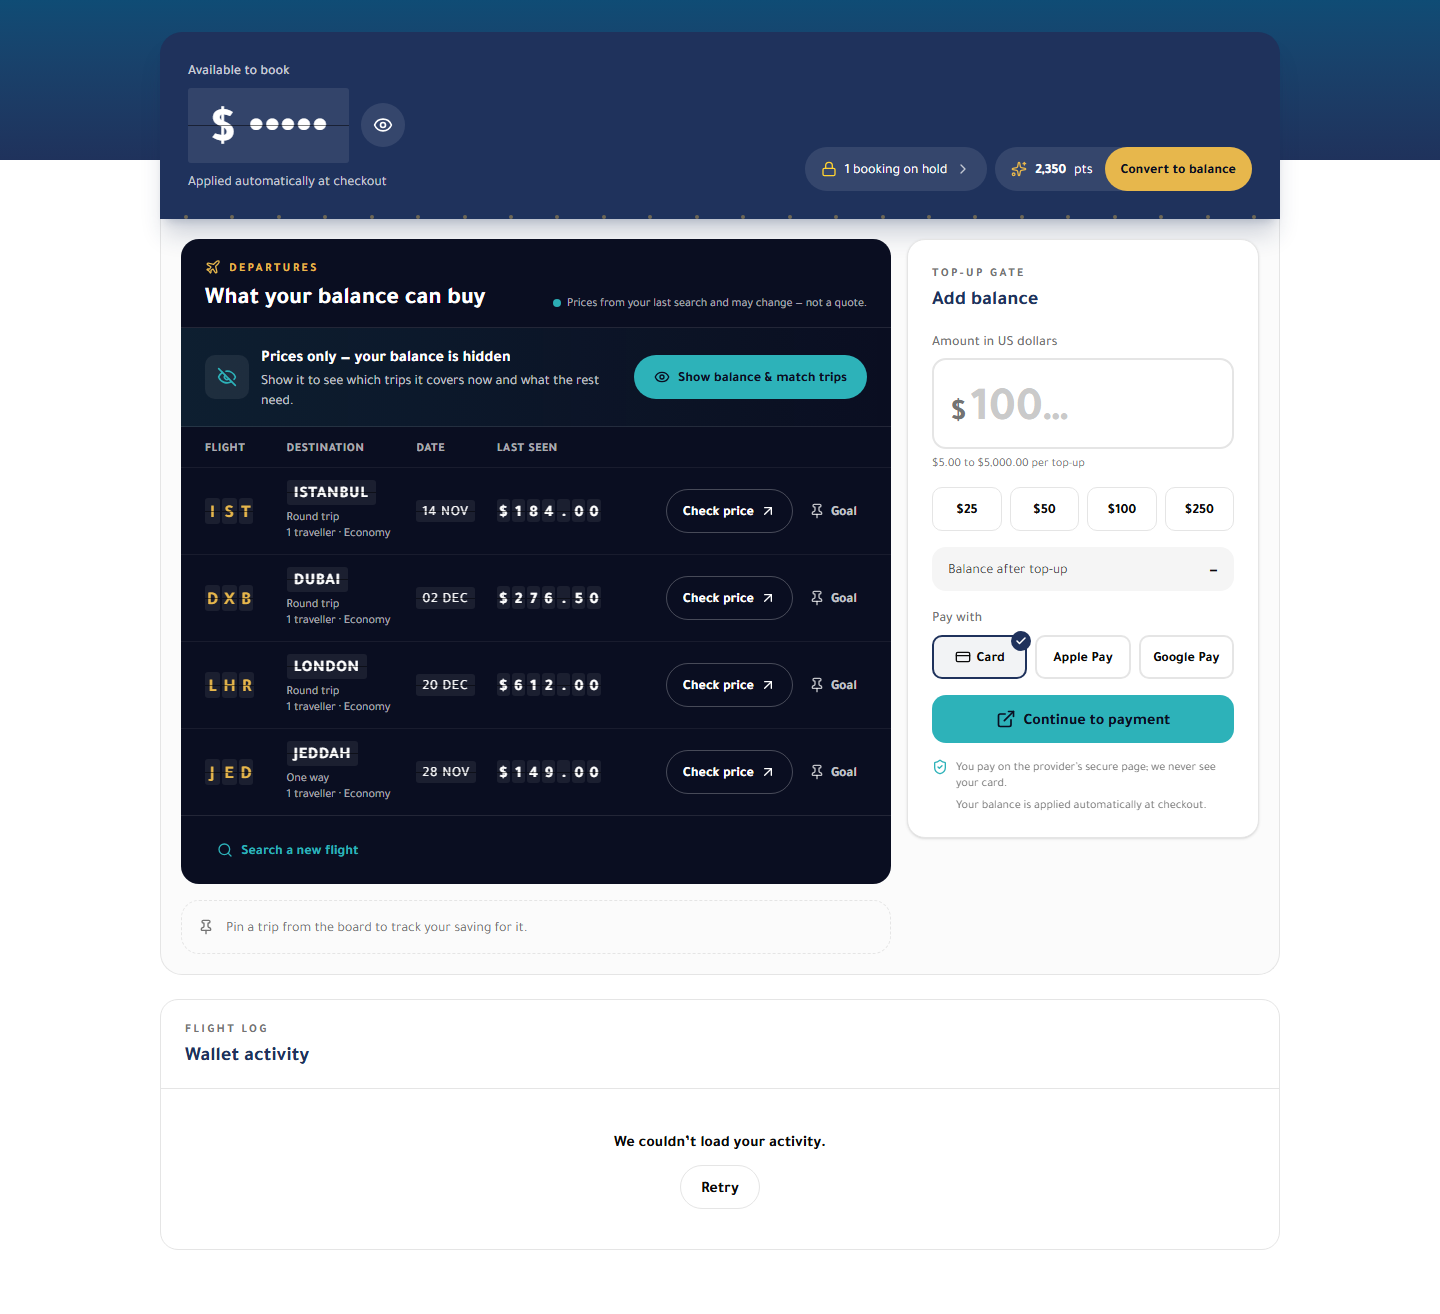 Available to book
$ •••••
Applied automatically at checkout
1 booking on hold
2,350 pts
Convert to balance
DEPARTURES
What your balance can buy
Prices from your last search and may change – not a quote.
Prices only – your balance is hidden
Show it to see which trips it covers now and what the rest
need.
Show balance & match trips
FLIGHT DESTINATION DATE LAST SEEN
IST
ISTANBUL
Round trip
1 traveller · Economy
14 NOV
$184.00
Check price
Goal
DXB
DUBAI
Round trip
1 traveller · Economy
02 DEC
$276.50
Check price
Goal
LHR
LONDON
Round trip
1 traveller · Economy
20 DEC
$612.00
Check price
Goal
JED
JEDDAH
One way
1 traveller · Economy
28 NOV
$149.00
Check price
Goal
Search a new flight
Pin a trip from the board to track your saving for it.
TOP-UP GATE
Add balance
Amount in US dollars
$ 100...
$5.00 to $5,000.00 per top-up
$25 $50 $100 $250
Balance after top-up –
Pay with
Card Apple Pay Google Pay
Continue to payment
You pay on the provider's secure page; we never see
your card.
Your balance is applied automatically at checkout.
FLIGHT LOG
Wallet activity
We couldn't load your activity.
Retry